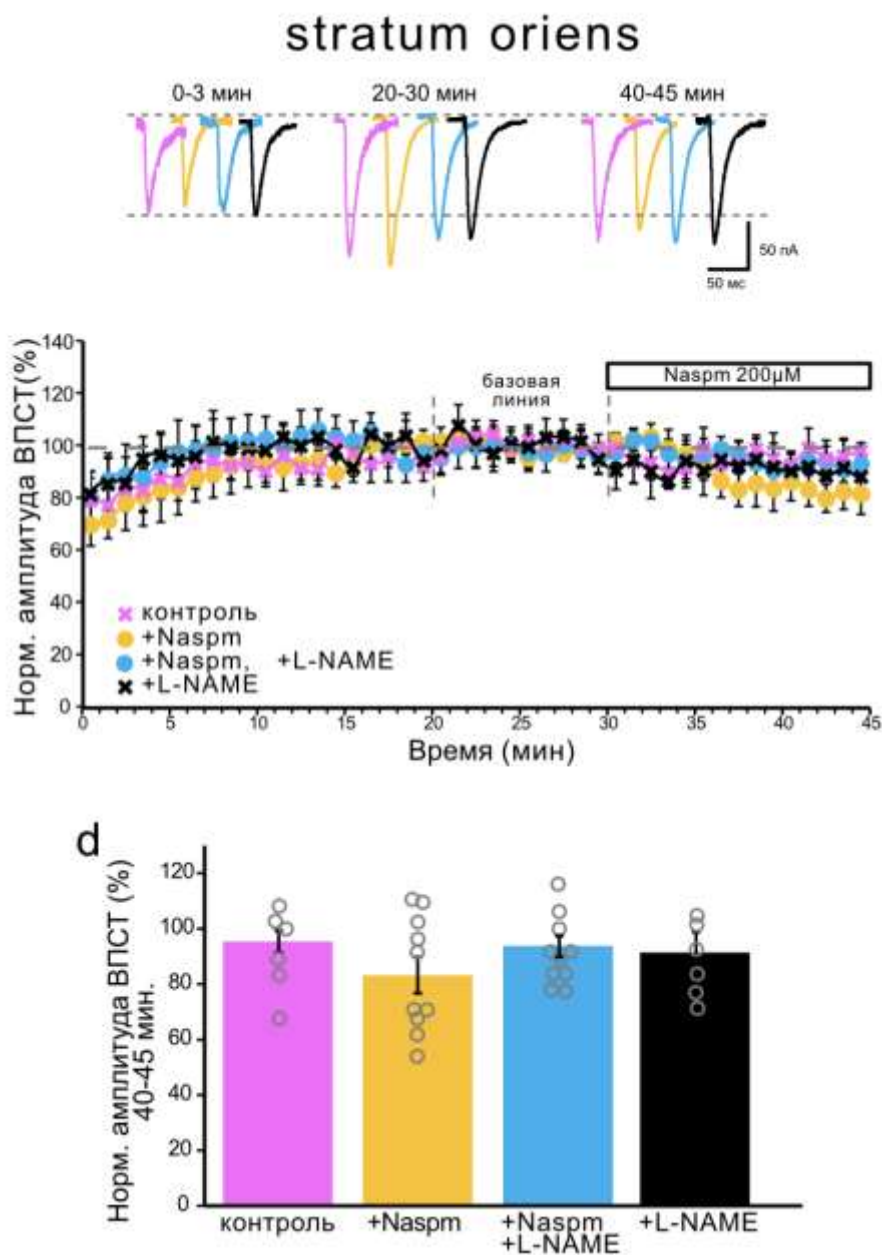 stratum oriens
0-3 мин
20-30 мин
40-45 мин
50 пА
50 мс
Норм. амплитуда ВПСТ(%)
140
120
100
80
60
40
20
0
базовая
линия
Naspm 200μM
контроль
+Naspm
+Naspm, +L-NAME
+L-NAME
0 5 10 15 20 25 30 35 40 45
Время (мин)
d
Норм. амплитуда ВПСТ (%)
40-45 мин.
120
100
80
60
40
20
0
контроль
+Naspm
+Naspm
+L-NAME
+L-NAME